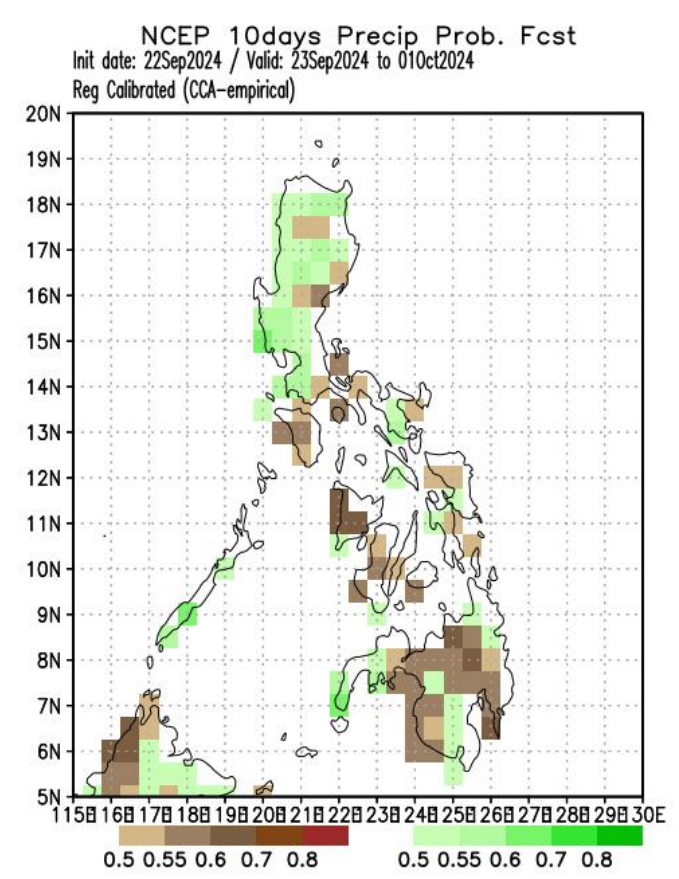 NCEP 10days Precip Prob. Fcst
Init date: 22Sep2024 / Valid: 23Sep2024 to 01Oct2024
Reg Calibrated (CCA-empirical)
20N
19N
18N
17N
16N
15N
14N
13N
12N
11N
10N
9N
8N
7N
6N
5N
115E 116E 117E 118E 119E 120E 121E 122E 123E 124E 125E 126E 127E 128E 129E 130E
0.5 0.55 0.6 0.7 0.8 0.5 0.55 0.6 0.7 0.8